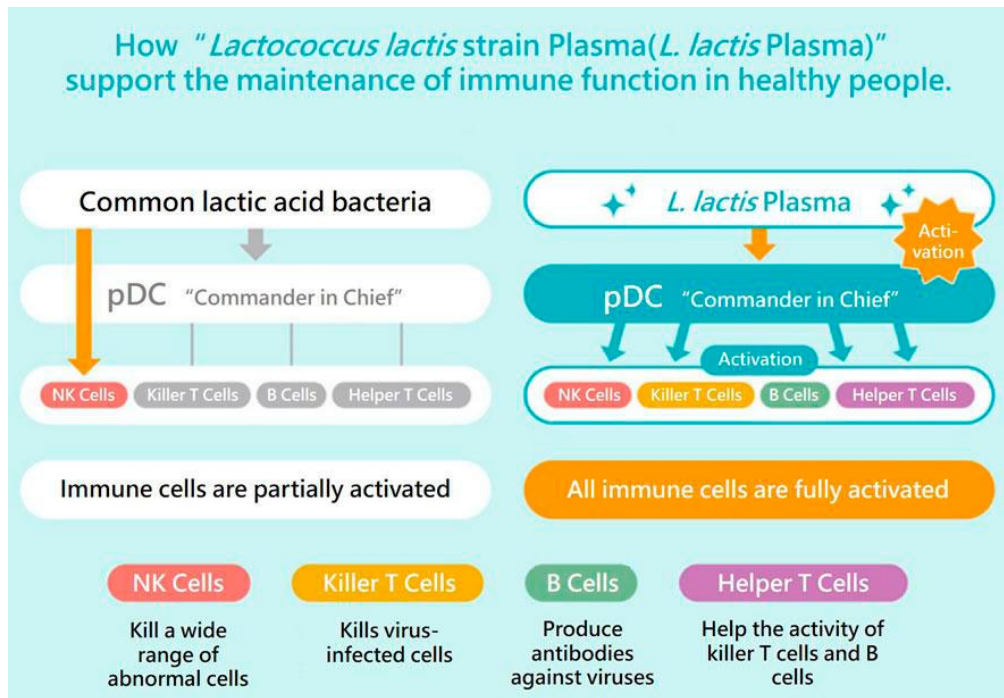 How “Lactococcus lactis strain Plasma(L. lactis Plasma)”
support the maintenance of immune function in healthy people.
Common lactic acid bacteria
pDC “Commander in Chief”
NK Cells
Killer T Cells
B Cells
Helper T Cells
Immune cells are partially activated
L. lactis Plasma
Acti-
vation
pDC “Commander in Chief”
Activation
NK Cells
Killer T Cells
B Cells
Helper T Cells
All immune cells are fully activated
NK Cells
Kill a wide
range of
abnormal cells
Killer T Cells
Kills virus-
infected cells
B Cells
Produce
antibodies
against viruses
Helper T Cells
Help the activity of
killer T cells and B
cells